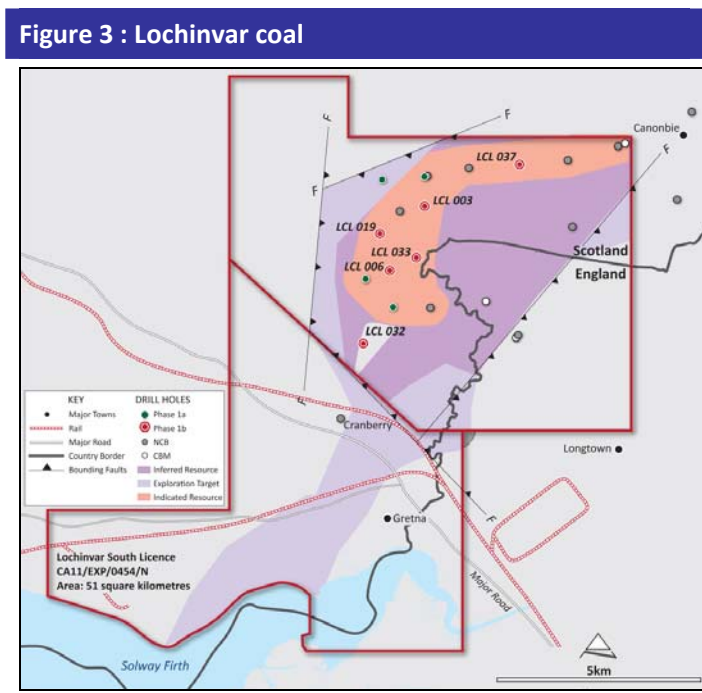 Figure 3 : Lochinvar coal
Canonbie
F
F
F
F
LCL 037
LCL 003
LCL 019
LCL 033
LCL 006
Scotland
England
LCL 032
F
KEY
DRILL HOLES
Major Towns
Phase 1a
Rail
Phase 1b
Major Road
NCB
Country Border
CBM
Bounding Faults
Inferred Resource
Exploration Target
Indicated Resource
Cranberry
Longtown
Gretna
F
Lochinvar South Licence
CA11/EXP/0454/N
Area: 51 square kilometres
Major Road
Solway Firth
5km